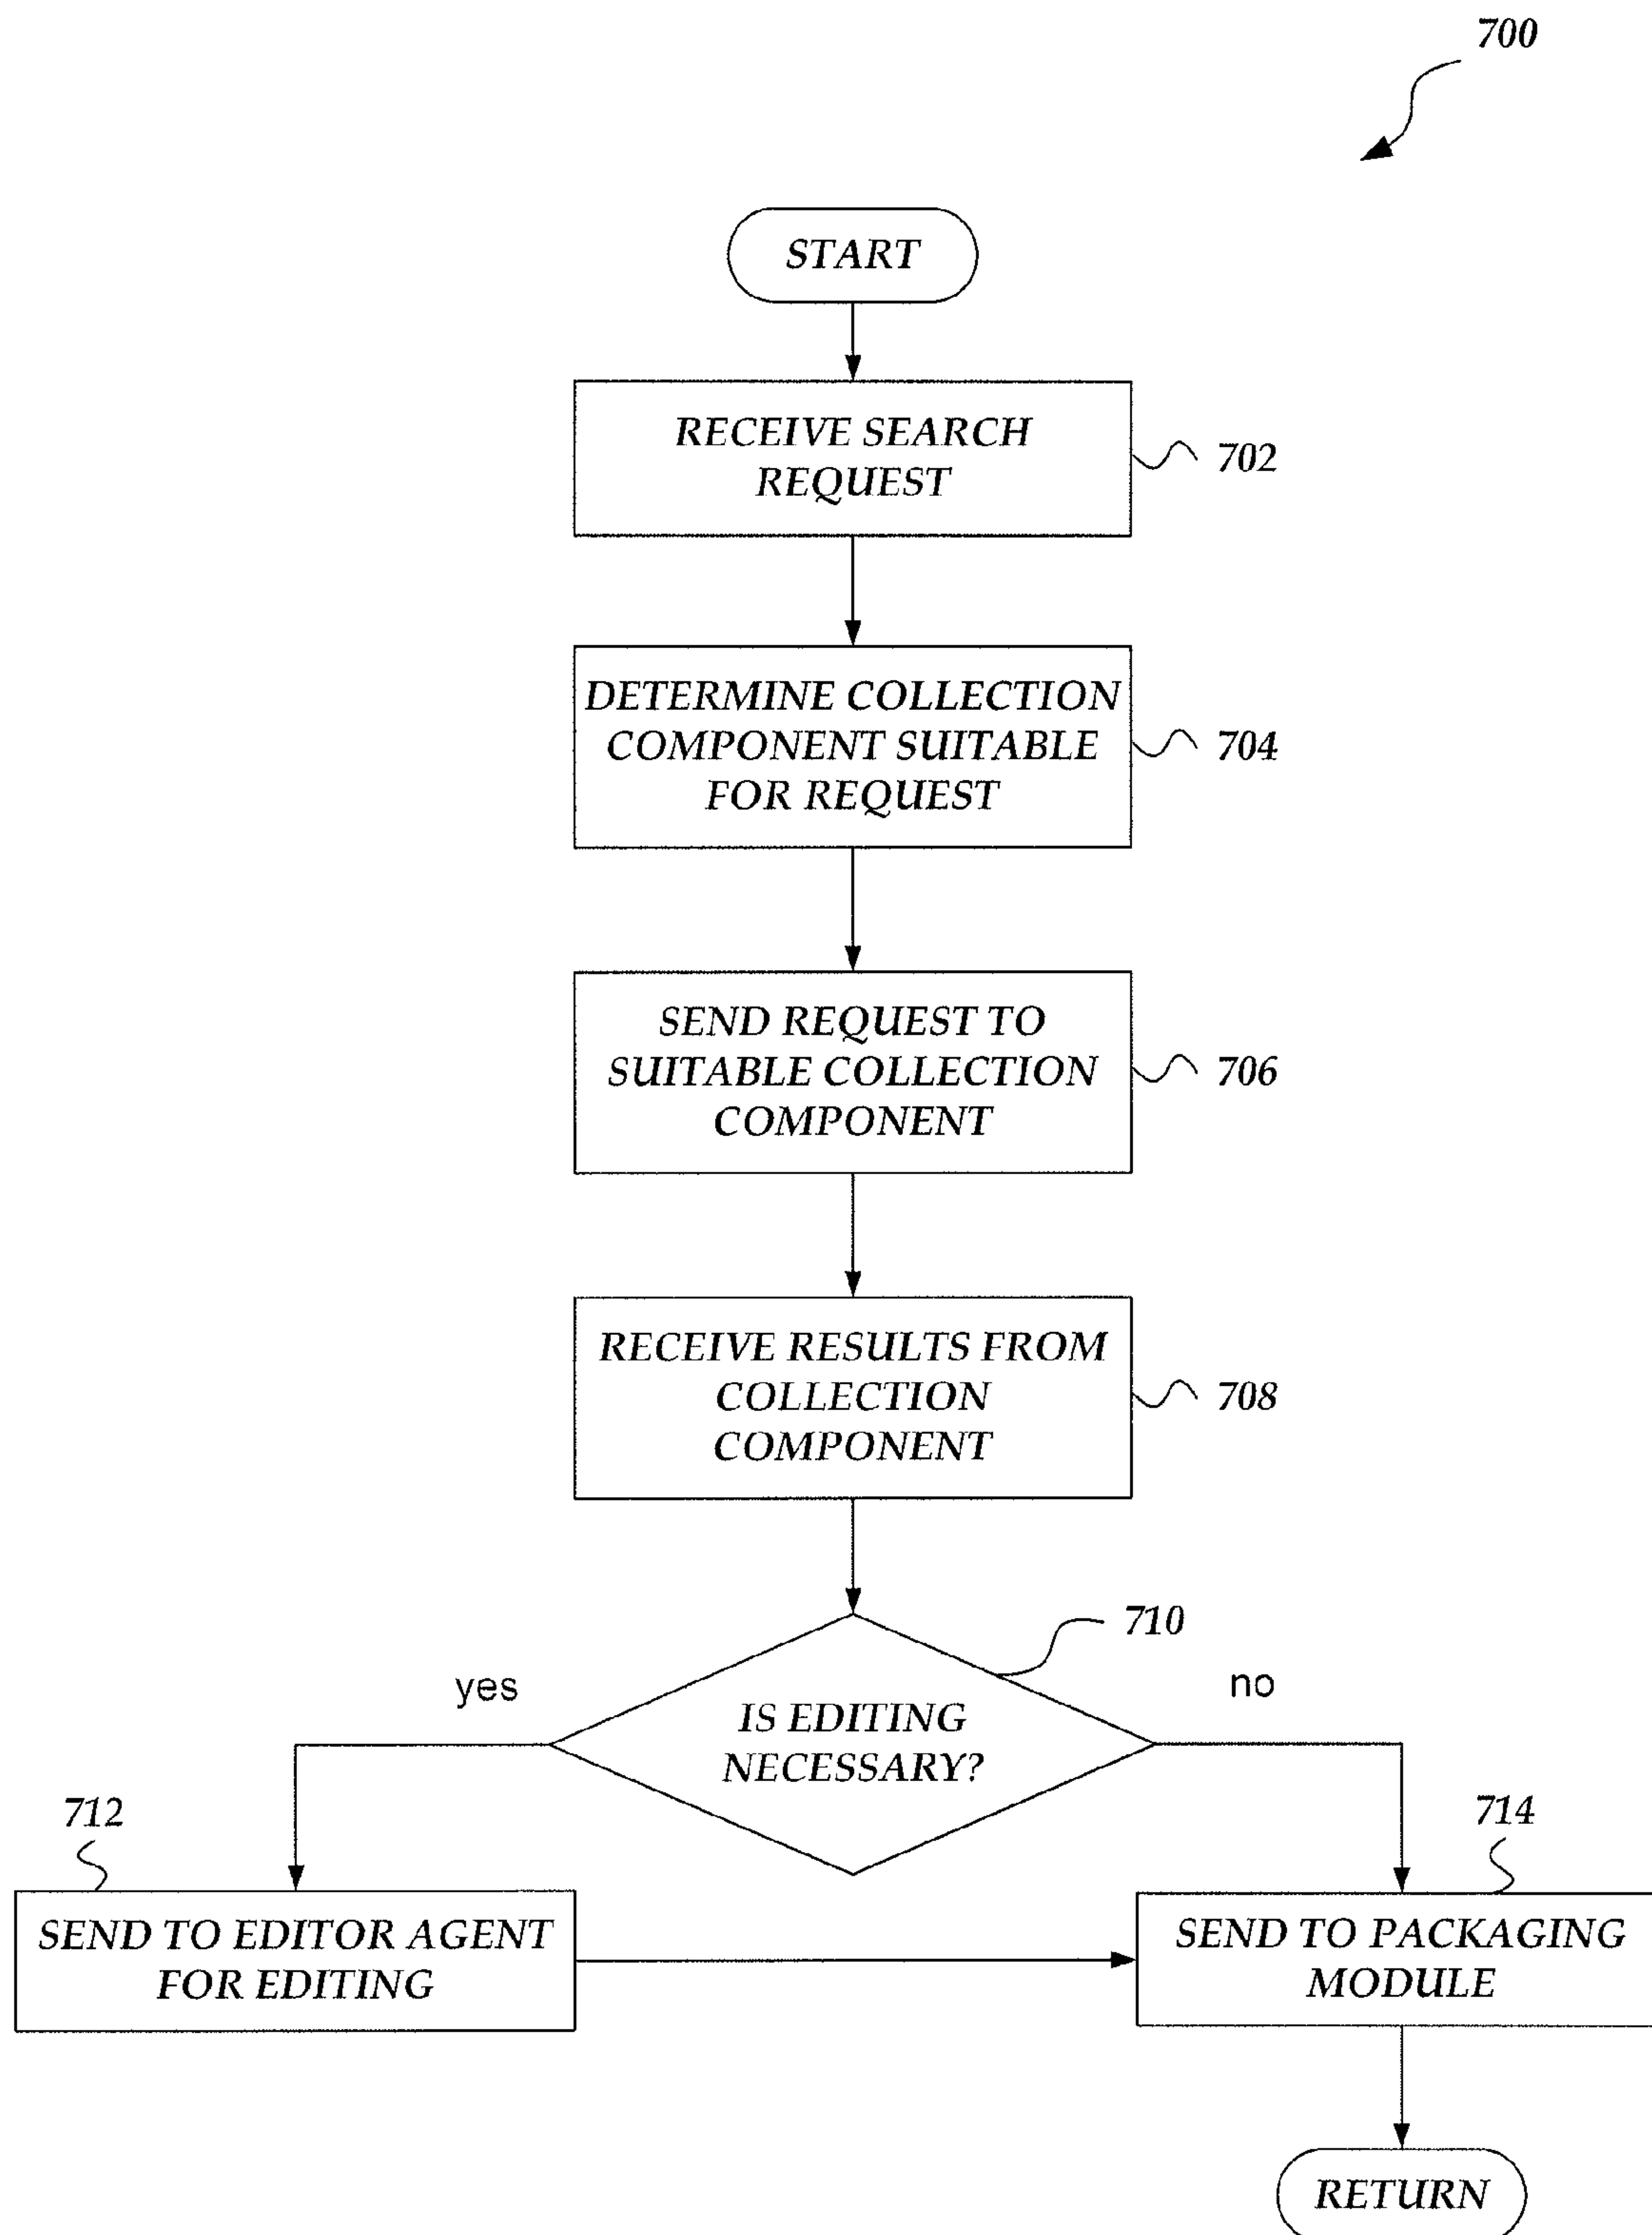 700
START
RECEIVE SEARCH
REQUEST
702
DETERMINE COLLECTION
COMPONENT SUITABLE
FOR REQUEST
704
SEND REQUEST TO
SUITABLE COLLECTION
COMPONENT
706
RECEIVE RESULTS FROM
COLLECTION
COMPONENT
708
710
yes
no
IS EDITING
NECESSARY?
712
714
SEND TO EDITOR AGENT
FOR EDITING
SEND TO PACKAGING
MODULE
RETURN